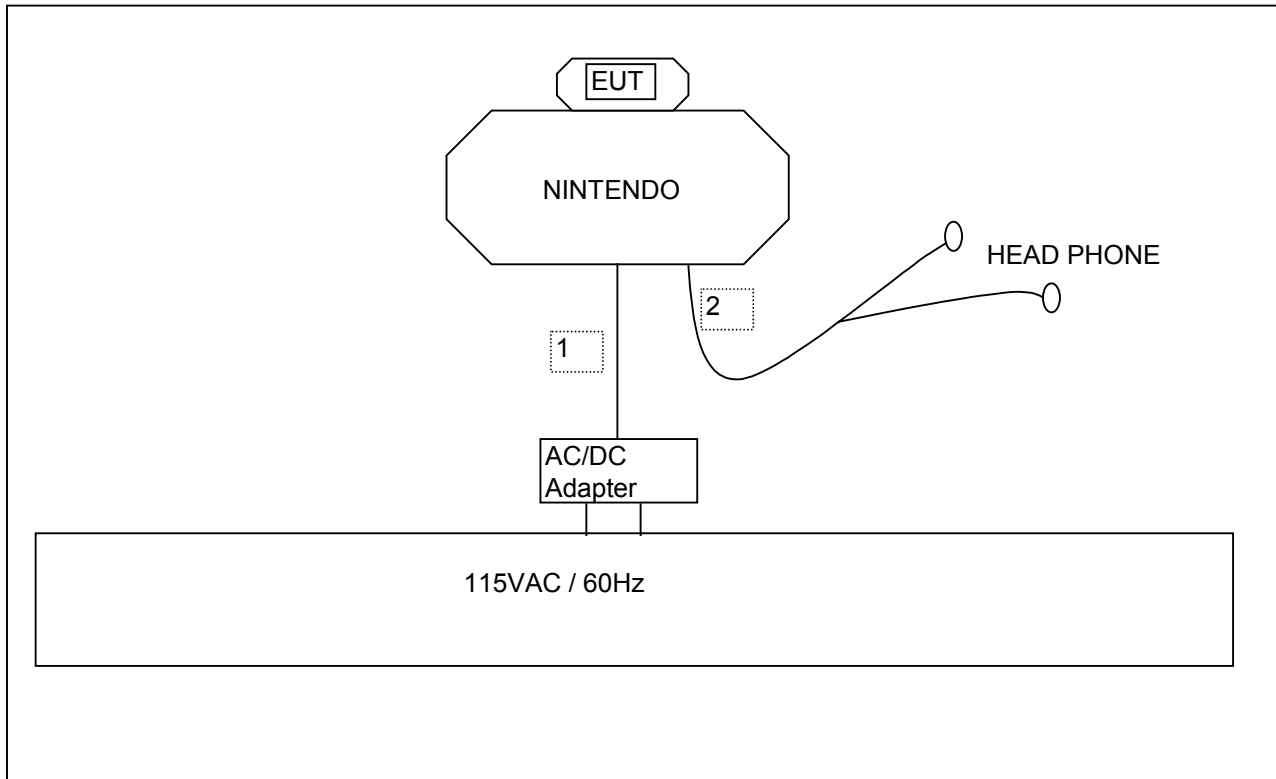 EUT
NINTENDO
HEAD PHONE
2
1
AC/DC
Adapter
115VAC / 60Hz